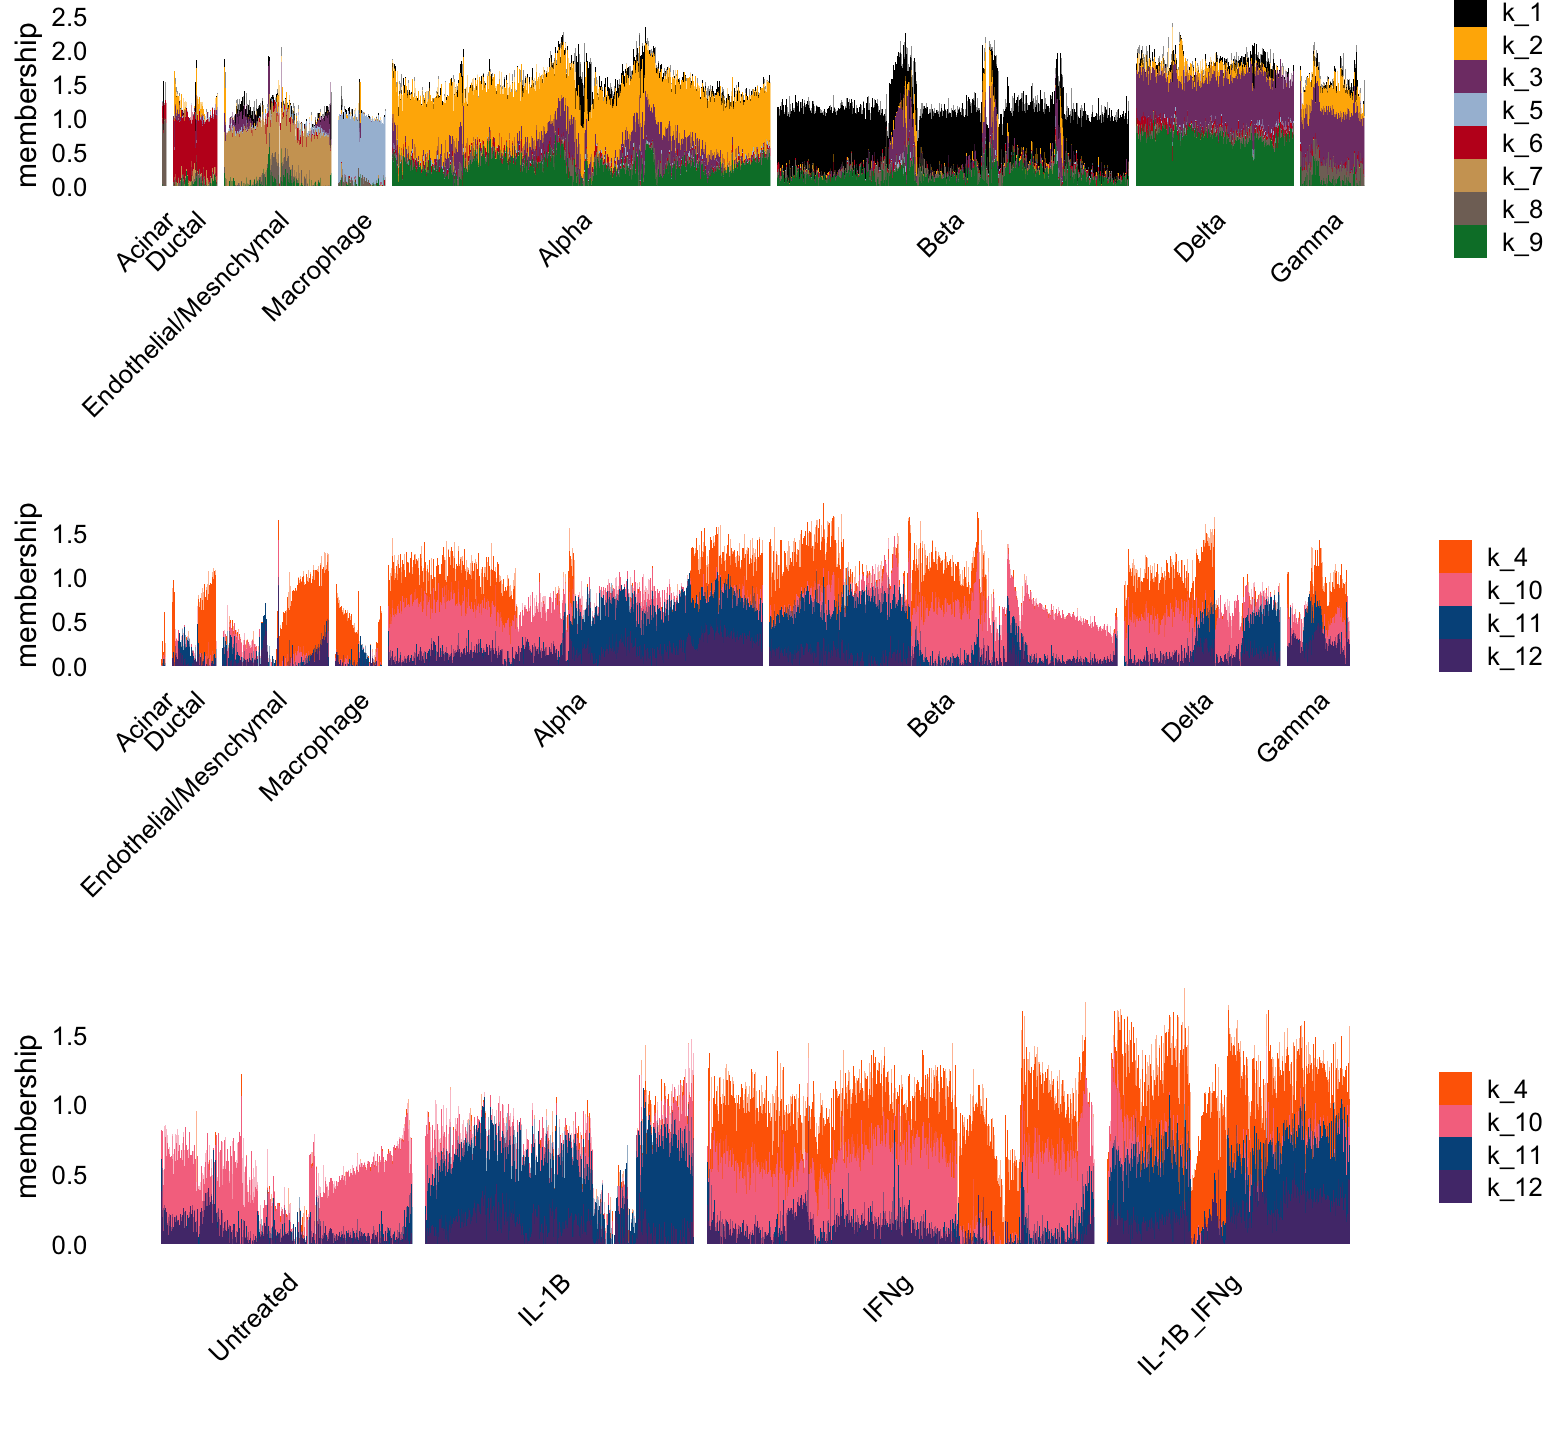 membership
2.5
2.0
1.5
1.0
0.5
0.0
Acinar
Ductal
Endothelial/Mesnchymal
Macrophage
Alpha
Beta
Delta
Gamma
k_1
k_2
k_3
k_5
k_6
k_7
k_8
k_9
membership
1.5
1.0
0.5
0.0
Acinar
Ductal
Endothelial/Mesnchymal
Macrophage
Alpha
Beta
Delta
Gamma
k_4
k_10
k_11
k_12
membership
1.5
1.0
0.5
0.0
Untreated
IL-1B
IFNg
IL-1B_IFNg
k_4
k_10
k_11
k_12